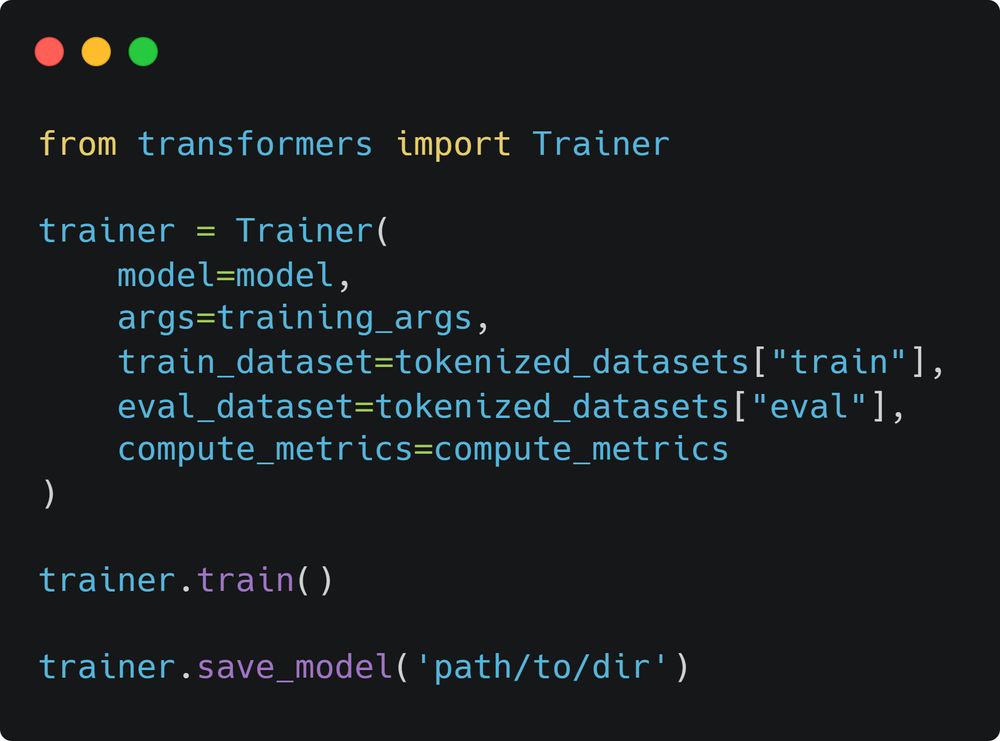 from transformers import Trainer
trainer = Trainer(
    model=model,
    args=training_args,
    train_dataset=tokenized_datasets["train"],
    eval_dataset=tokenized_datasets["eval"],
    compute_metrics=compute_metrics
)
trainer.train()
trainer.save_model('path/to/dir')